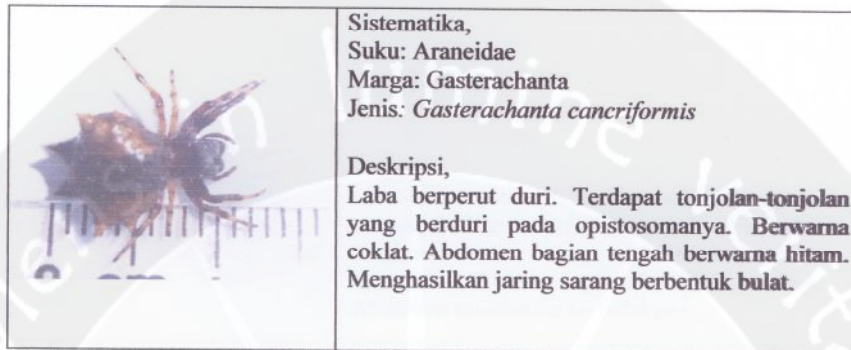 Sistematika,
Suku: Araneidae
Marga: Gasterachanta
Jenis: Gasterachanta cancriformis
Deskripsi,
Laba berperut duri. Terdapat tonjolan-tonjolan
yang berduri pada opistosomanya. Berwarna
coklat. Abdomen bagian tengah berwarna hitam.
Menghasilkan jaring sarang berbentuk bulat.
lumine